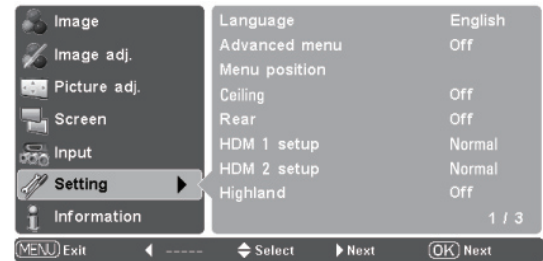 Image
Image adj.
Picture adj.
Screen
Input
Setting
Information
Language English
Advanced menu Off
Menu position
Ceiling Off
Rear Off
HDM 1 setup Normal
HDM 2 setup Normal
Highland Off
1 / 3
MENU Exit ◀ ----- Select Next OK Next